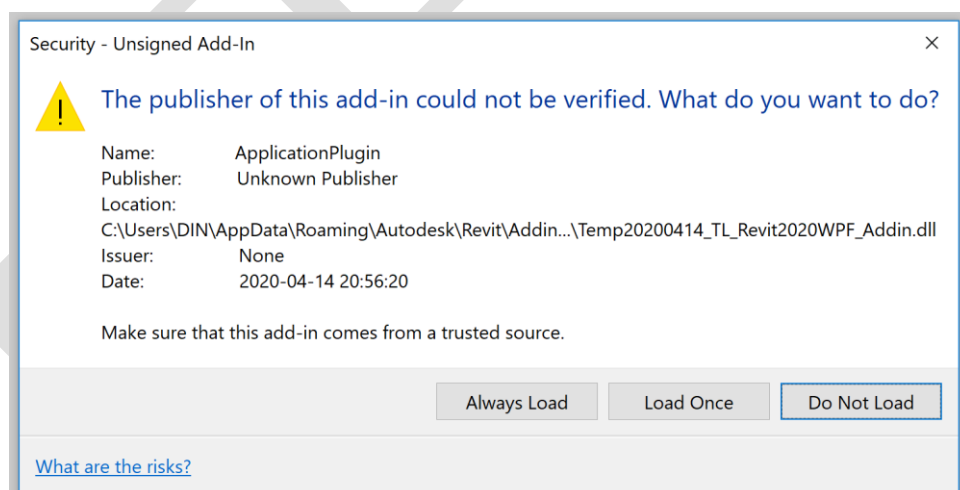 Security - Unsigned Add-In
The publisher of this add-in could not be verified. What do you want to do?
Name: ApplicationPlugin
Publisher: Unknown Publisher
Location:
C:\Users\DIN\AppData\Roaming\Autodesk\Revit\Addin...\Temp20200414_TL_Revit2020WPF_Addin.dll
Issuer: None
Date: 2020-04-14 20:56:20
Make sure that this add-in comes from a trusted source.
Always Load Load Once Do Not Load
What are the risks?